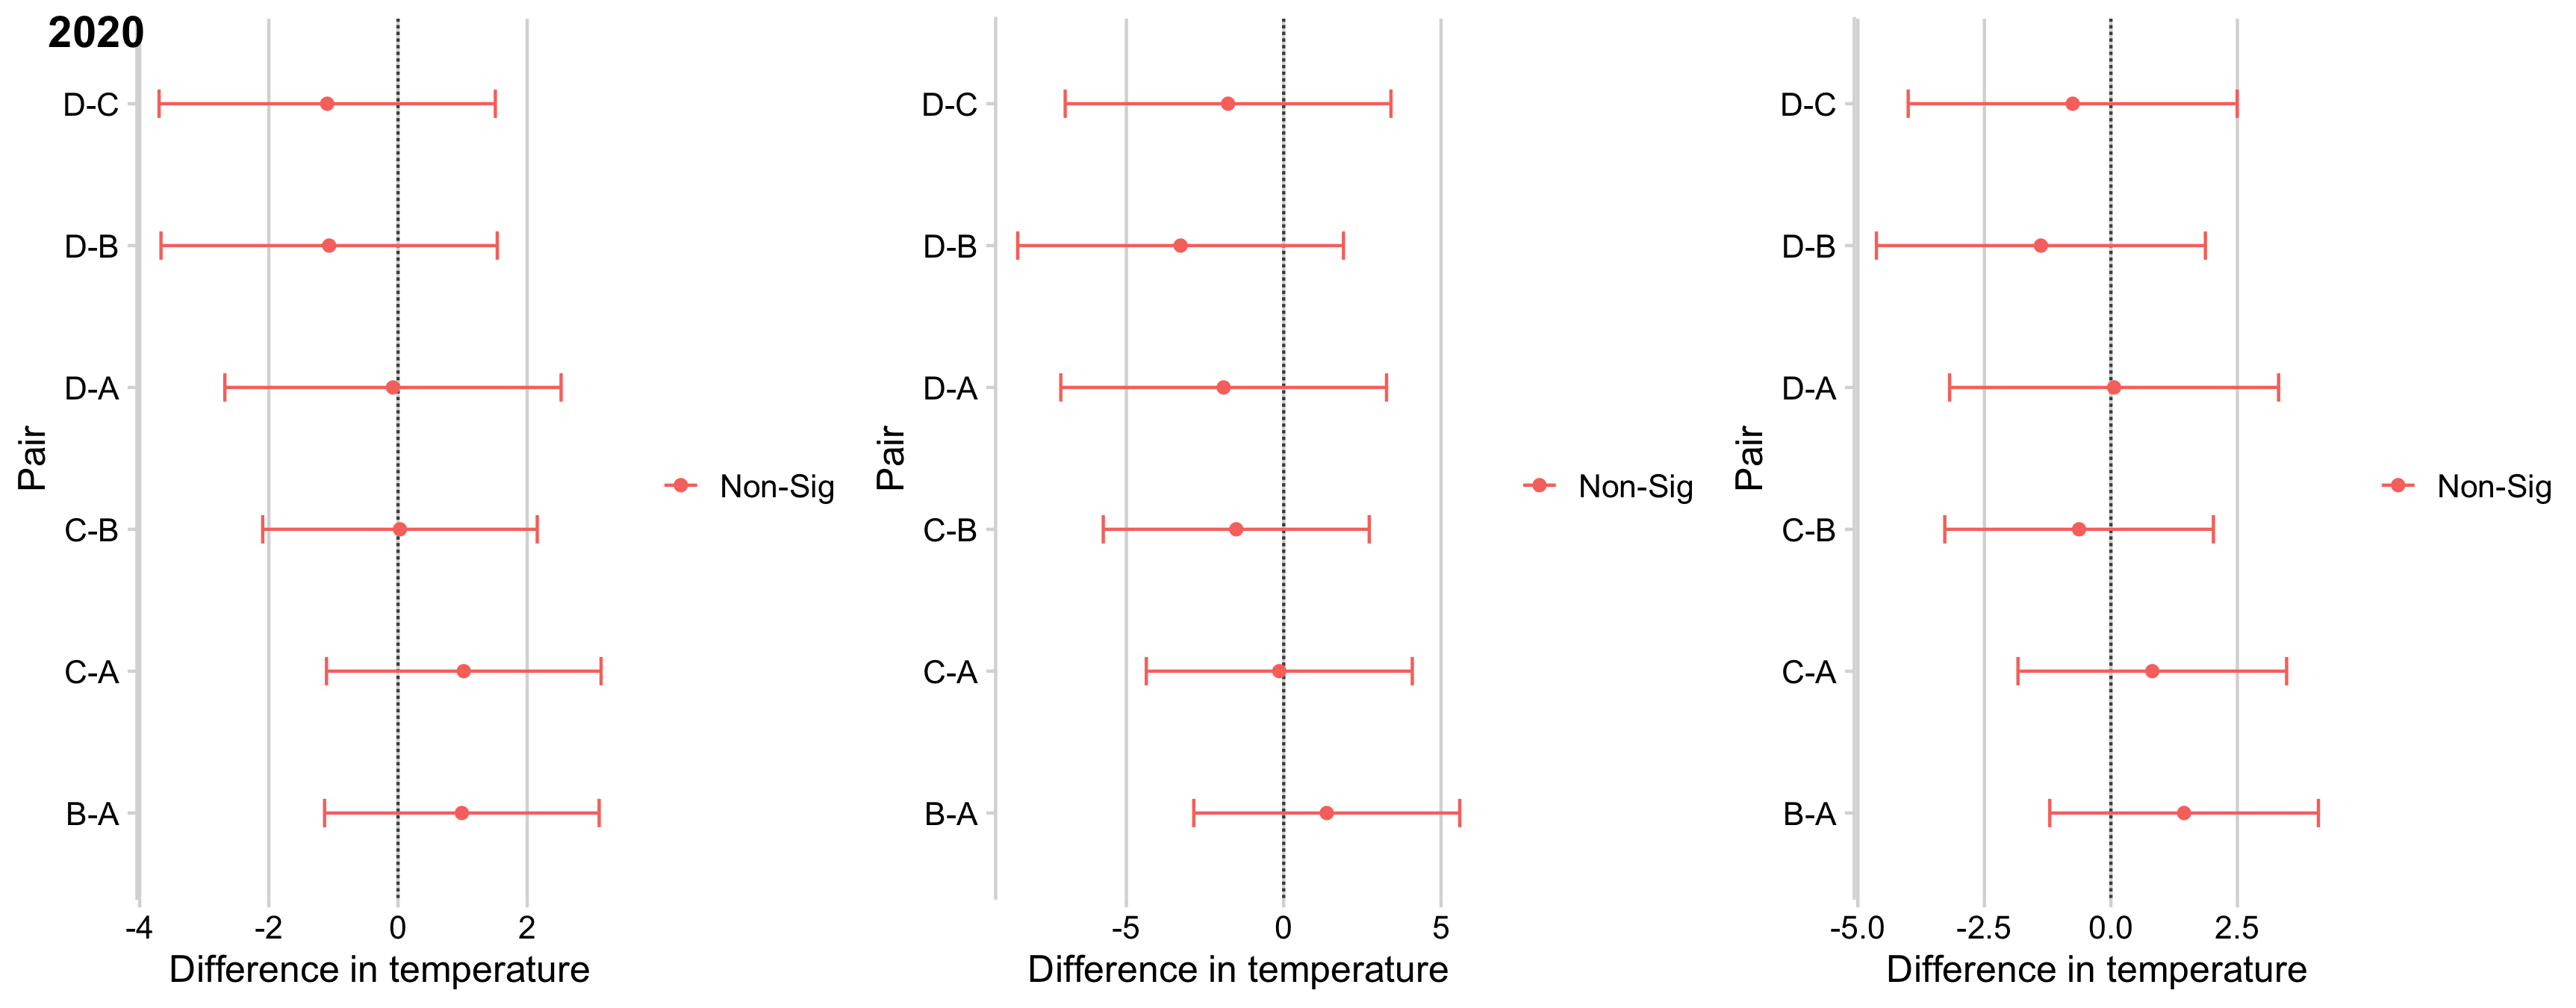 2020
Pair
D-C
D-B
D-A
C-B
C-A
B-A
-4 -2 0 2
Difference in temperature
Non-Sig
Pair
D-C
D-B
D-A
C-B
C-A
B-A
-5 0 5
Difference in temperature
Non-Sig
Pair
D-C
D-B
D-A
C-B
C-A
B-A
-5.0 -2.5 0.0 2.5
Difference in temperature
Non-Sig